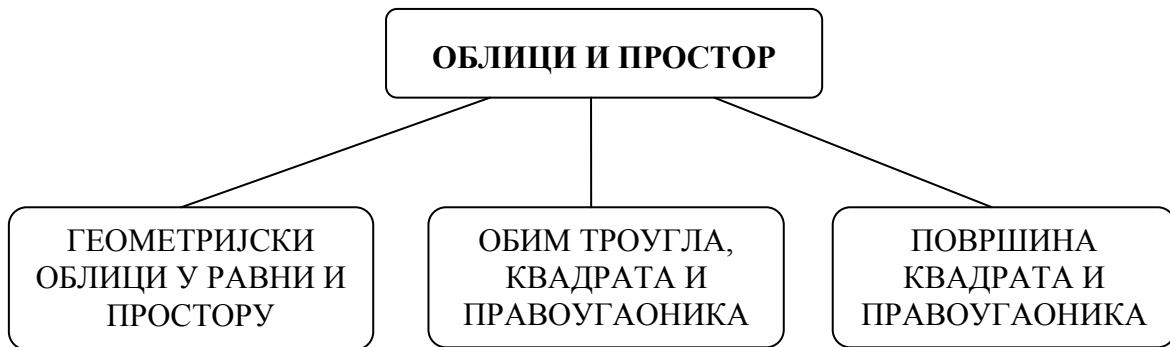 ОБЛИЦИ И ПРОСТОР
ГЕОМЕТРИЈСКИ
ОБЛИЦИ У РАВНИ И
ПРОСТОРУ
ОБИМ ТРОУГЛА,
КВАДРАТА И
ПРАВОУГАОНИКА
ПОВРШИНА
КВАДРАТА И
ПРАВОУГАОНИКА